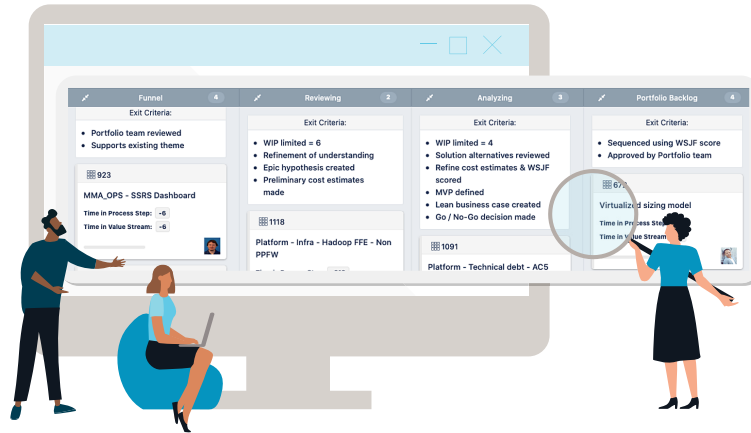 Funnel 4
Exit Criteria:
Portfolio team reviewed
Supports existing theme
923
MMA_OPS - SSRS Dashboard
Time in Process Step: -6
Time in Value Stream: -6
Reviewing 2
Exit Criteria:
WIP limited = 6
Refinement of understanding
Epic hypothesis created
Preliminary cost estimates
made
1118
Platform - Infra - Hadoop FFE - Non
PPFW
Analyzing 3
Exit Criteria:
WIP limited = 4
Solution alternatives reviewed
Refine cost estimates & WSJF
scored
MVP defined
Lean business case created
Go / No-Go decision made
1091
Platform - Technical debt - AC5
Portfolio Backlog 4
Exit Criteria:
Sequenced using WSJF score
Approved by Portfolio team
Virtualized sizing model
Time in Process Step
Time in Value Stream